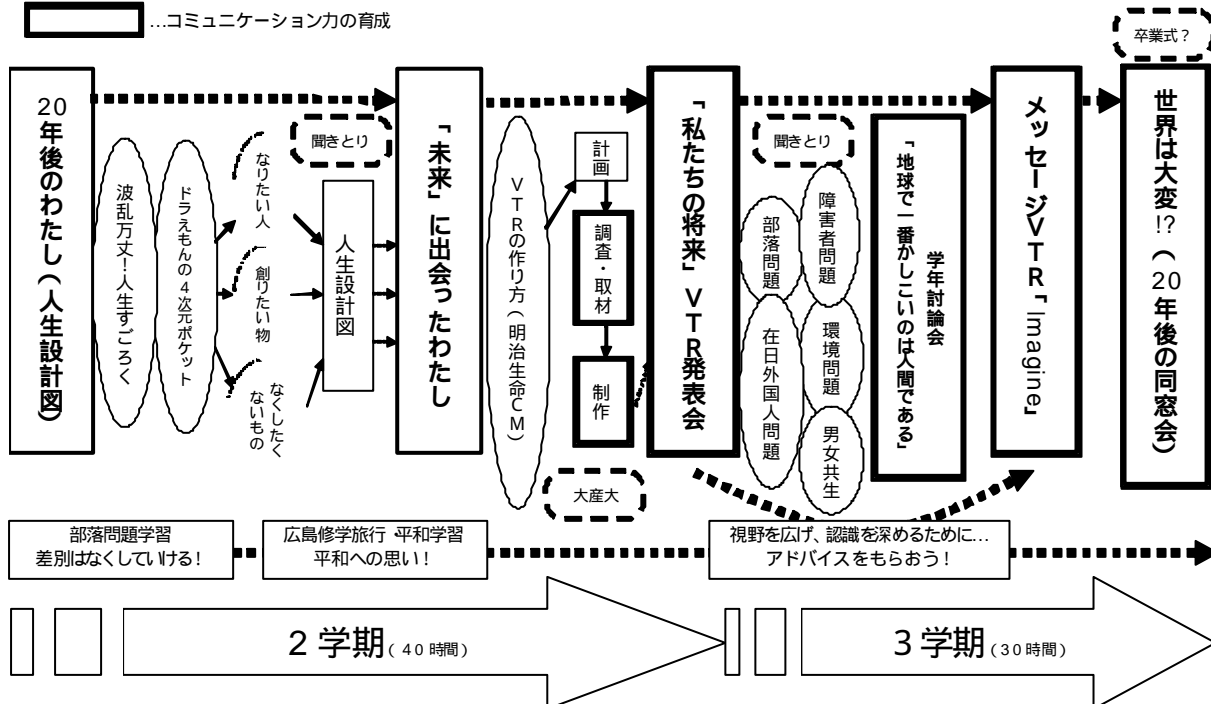 …コミュニケーション力の育成
卒業式？
20年後のわたし（人生設計図）
波乱万丈！人生すごろく
ドラえもんの4次元ポケット
なりたい人
創りたい物
なくしたく
ないもの
聞きとり
人生設計図
「未来」に出会ったわたし
VTRの作り方（明治生命CM）
計画
調査・取材
制作
大産大
「私たちの将来」VTR発表会
聞きとり
部落問題
障害者問題
在日外国人問題
環境問題
男女共生
学年討論会
「地球で一番かしこいのは人間である」
メッセージVTR「Imagine」
世界は大変!?（20年後の同窓会）
部落問題学習
差別はなくしていける！
広島修学旅行・平和学習
平和への思い！
視野を広げ、認識を深めるために…
アドバイスをもらおう！
2学期（40時間）
3学期（30時間）